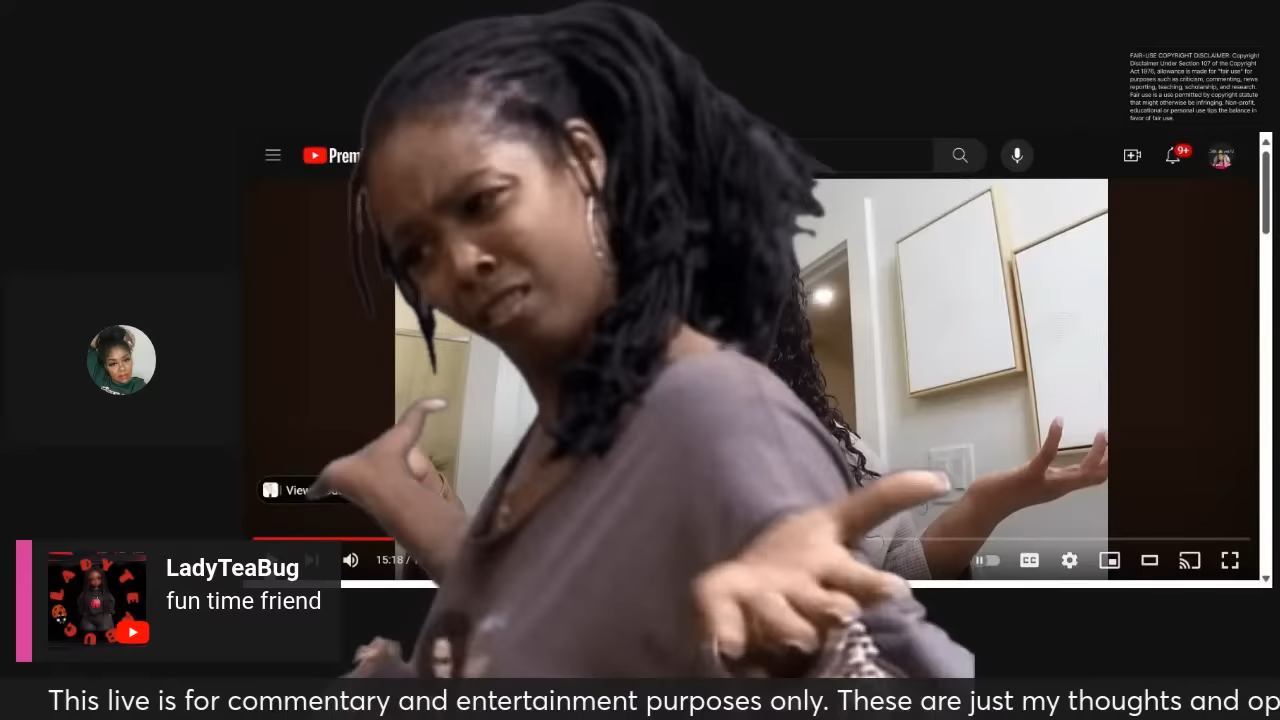 FAIR-USE COPYRIGHT DISCLAIMER: Copyright
Disclaimer Under Section 107 of the Copyright
Act 1976, allowance is made for "fair use" for
purposes such as criticism, commenting, news
reporting, teaching, scholarship, and research.
Fair use is a use permitted by copyright statute
that might otherwise be infringing. Non-profit,
educational or personal use tips the balance in
favor of fair use.
Prem
9+
15:18 /
CC
LadyTeaBug
fun time friend
This live is for commentary and entertainment purposes only. These are just my thoughts and op